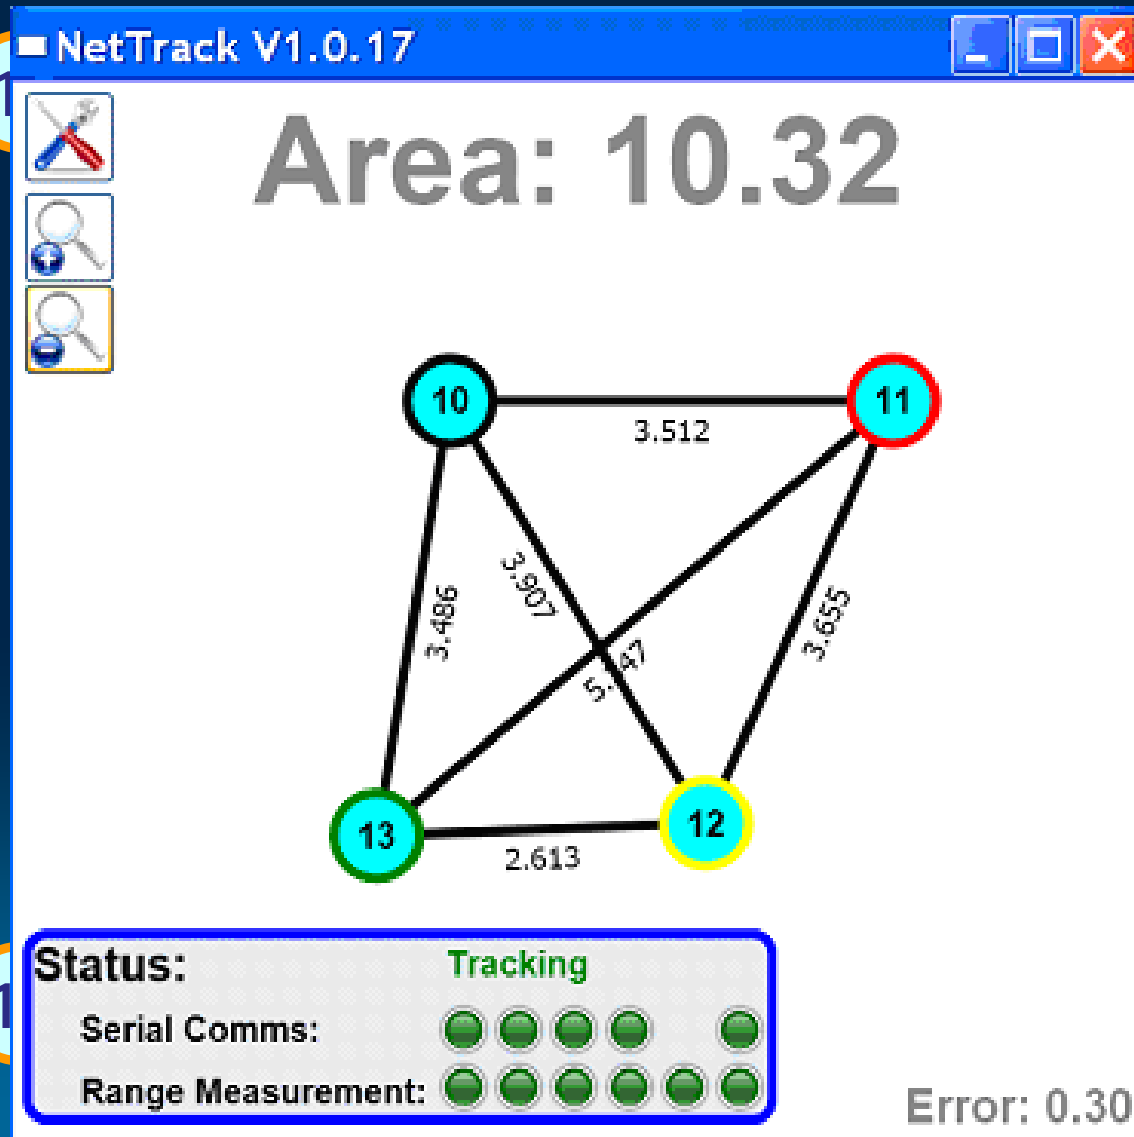 NetTrack V1.0.17
Area: 10.32
10
11
3.512
3.907
3.486
3.655
13
12
2.613
Status: Tracking
Serial Comms:
Range Measurement:
Error: 0.30